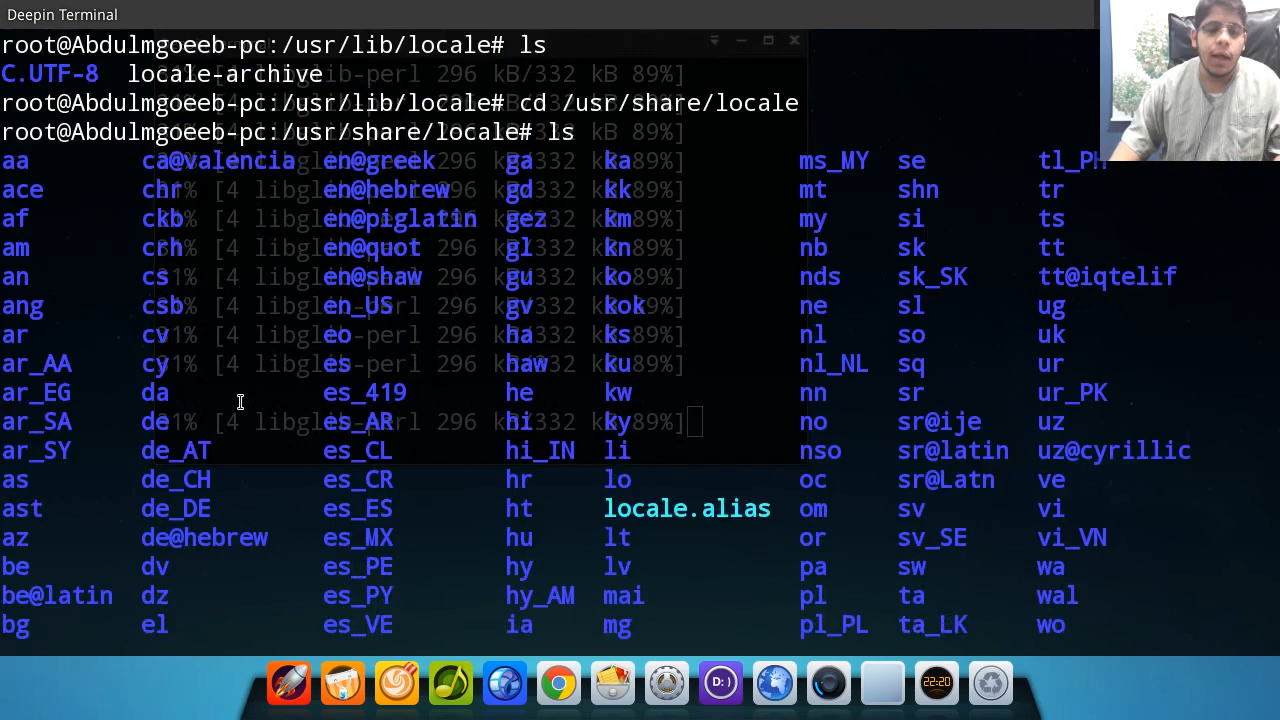 Deepin Terminal
root@Abdulmgoeeb-pc:/usr/lib/locale# ls
C.UTF-8 locale-archive
root@Abdulmgoeeb-pc:/usr/lib/locale# cd /usr/share/locale
root@Abdulmgoeeb-pc:/usr/share/locale# ls
aa ca@valencia en@greek ga ka ms_MY se tl_PH
ace chr en@hebrew gd kk mt shn tr
af ckb en@piglatin gez km my si ts
am crh en@quot gl kn nb sk tt
an cs en@shaw gu ko nds sk_SK tt@iqtelif
ang csb en_US gv kok ne sl ug
ar cv eo ha ks nl so uk
ar_AA cy es haw ku nl_NL sq ur
ar_EG da es_419 he kw nn sr ur_PK
ar_SA de es_AR hi ky no sr@ije uz
ar_SY de_AT es_CL hi_IN li nso sr@latin uz@cyrillic
as de_CH es_CR hr lo oc sr@Latn ve
ast de_DE es_ES ht locale.alias om sv vi
az de@hebrew es_MX hu lt or sv_SE vi_VN
be dv es_PE hy lv pa sw wa
be@latin dz es_PY hy_AM mai pl ta wal
bg el es_VE ia mg pl_PL ta_LK wo
D:)
22:20